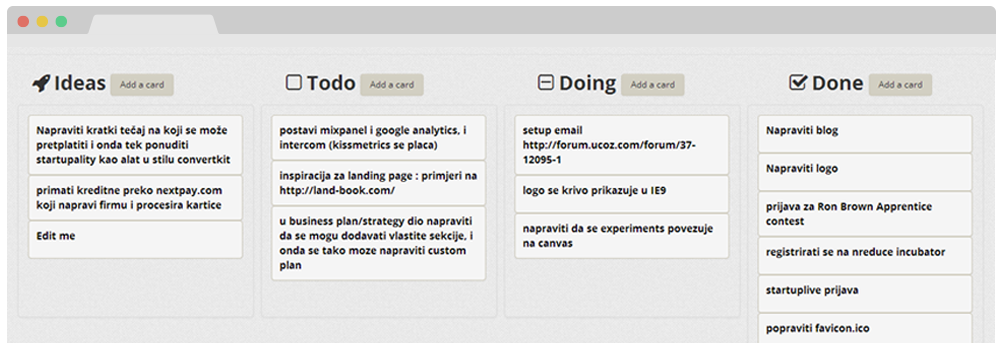 Ideas Add a card
Napraviti kratki tečaj na koji se može
pretplatiti i onda tek ponuditi
startupality kao alat u stilu convertkit
primati kreditne preko nextpay.com
koji napravi firmu i procesira kartice
Edit me
Todo Add a card
postavi mixpanel i google analytics, i
intercom (kissmetrics se placa)
inspiracija za landing page : primjeri na
http://land-book.com/
u business plan/strategy dio napraviti
da se mogu dodavati vlastite sekcije, i
onda se tako moze napraviti custom
plan
Doing Add a card
setup email
http://forum.ucoz.com/forum/37-
12095-1
logo se krivo prikazuje u IE9
napraviti da se experiments povezuje
na canvas
Done Add a card
Napraviti blog
Napraviti logo
prijava za Ron Brown Apprentice
contest
registrirati se na nreduce incubator
startuplive prijava
popraviti favicon.ico